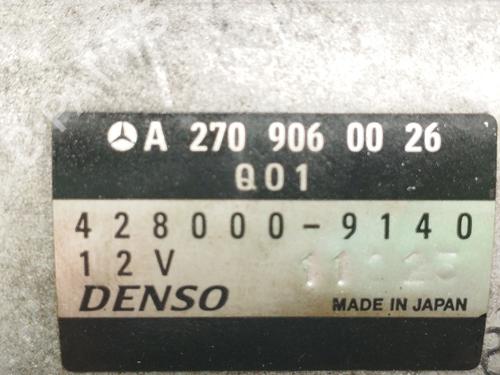 A 270 906 00 26
Q01
428000-9140
12V
DENSO
MADE IN JAPAN